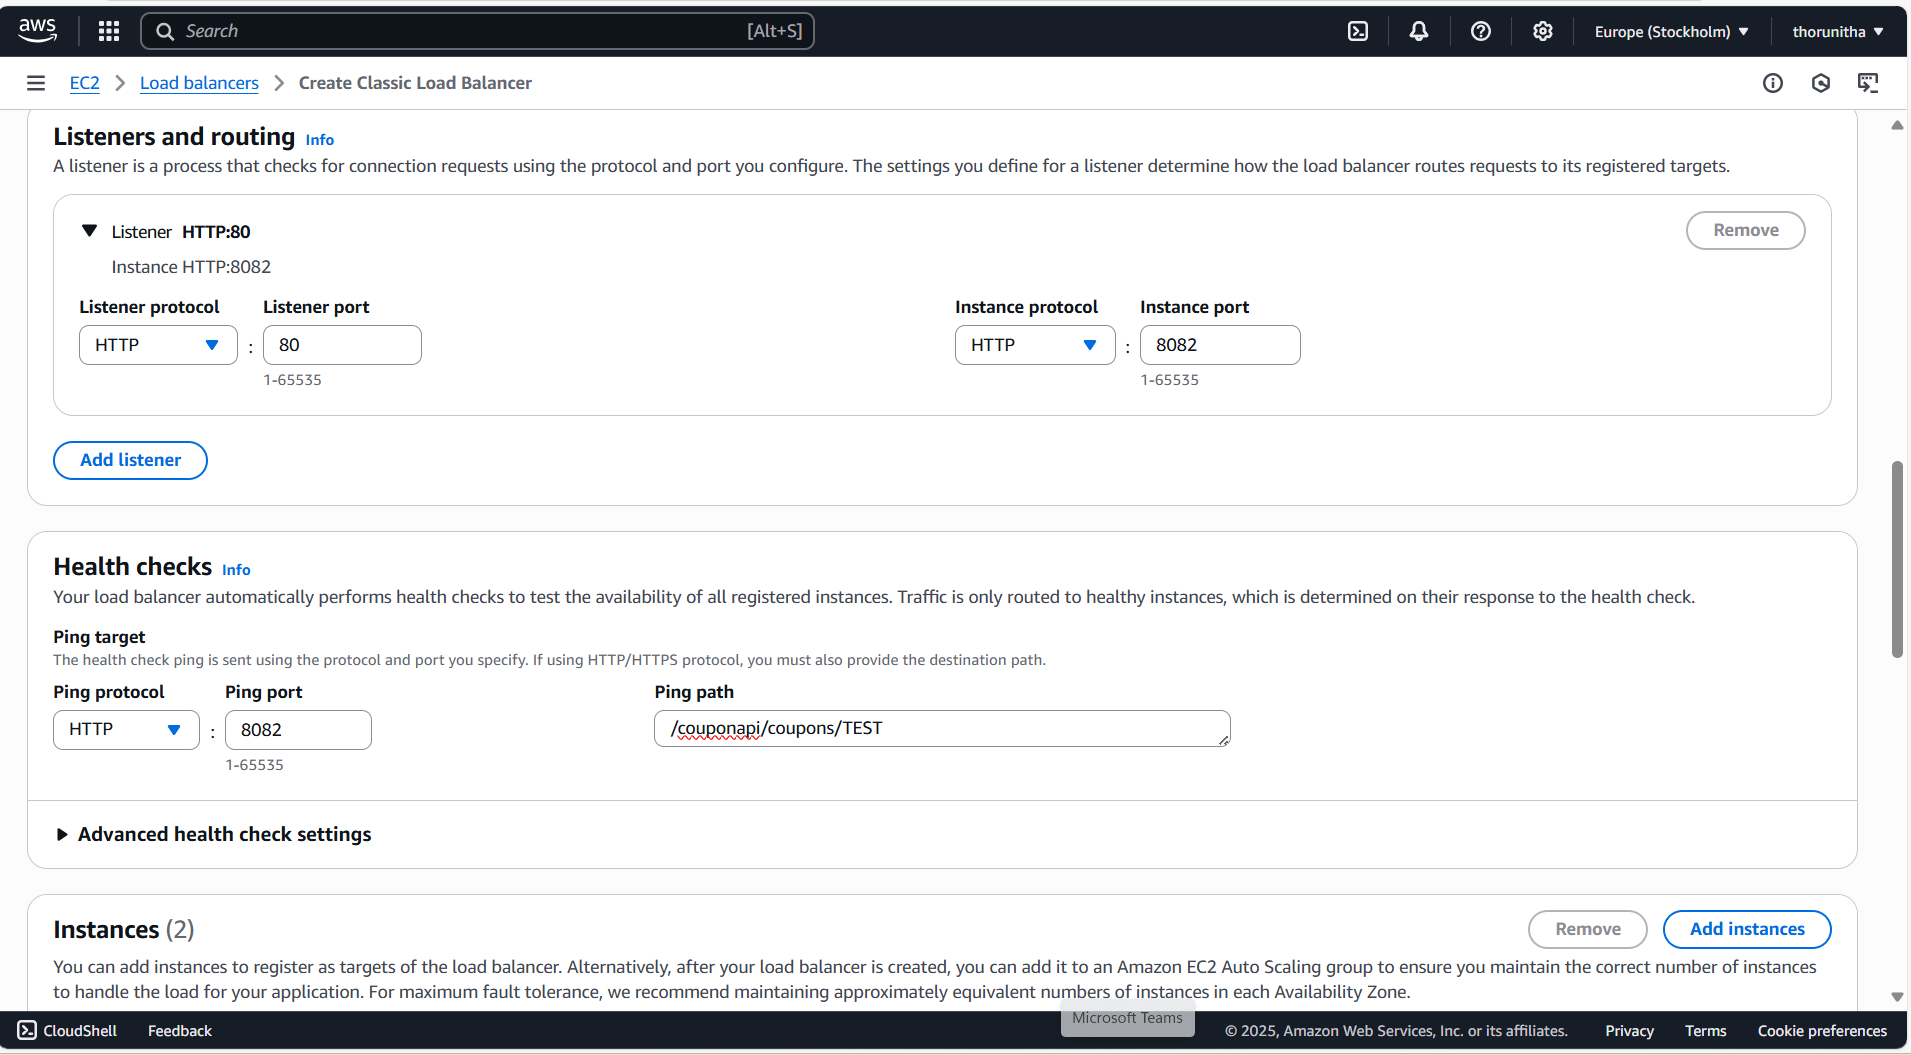 aws
Search [Alt+S]
Europe (Stockholm) thorunitha
EC2 Load balancers Create Classic Load Balancer
Listeners and routing Info
A listener is a process that checks for connection requests using the protocol and port you configure. The settings you define for a listener determine how the load balancer routes requests to its registered targets.
Listener HTTP:80 Remove
Instance HTTP:8082
Listener protocol Listener port Instance protocol Instance port
HTTP : 80 HTTP : 8082
1-65535 1-65535
Add listener
Health checks Info
Your load balancer automatically performs health checks to test the availability of all registered instances. Traffic is only routed to healthy instances, which is determined on their response to the health check.
Ping target
The health check ping is sent using the protocol and port you specify. If using HTTP/HTTPS protocol, you must also provide the destination path.
Ping protocol Ping port Ping path
HTTP : 8082 /couponapi/coupons/TEST
1-65535
Advanced health check settings
Instances (2) Remove Add instances
You can add instances to register as targets of the load balancer. Alternatively, after your load balancer is created, you can add it to an Amazon EC2 Auto Scaling group to ensure you maintain the correct number of instances
to handle the load for your application. For maximum fault tolerance, we recommend maintaining approximately equivalent numbers of instances in each Availability Zone.
Microsoft Teams
CloudShell Feedback © 2025, Amazon Web Services, Inc. or its affiliates. Privacy Terms Cookie preferences